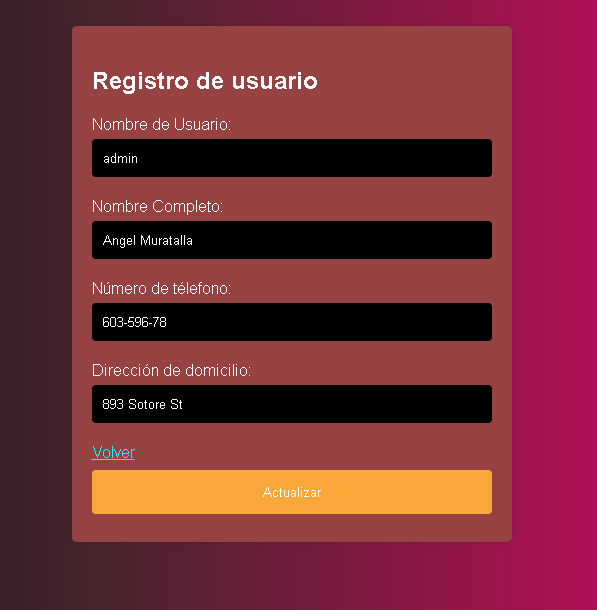 Registro de usuario
Nombre de Usuario:
admin
Nombre Completo:
Angel Muratalla
Número de télefono:
603-596-78
Dirección de domicilio:
893 Sotore St
Volver
Actualizar